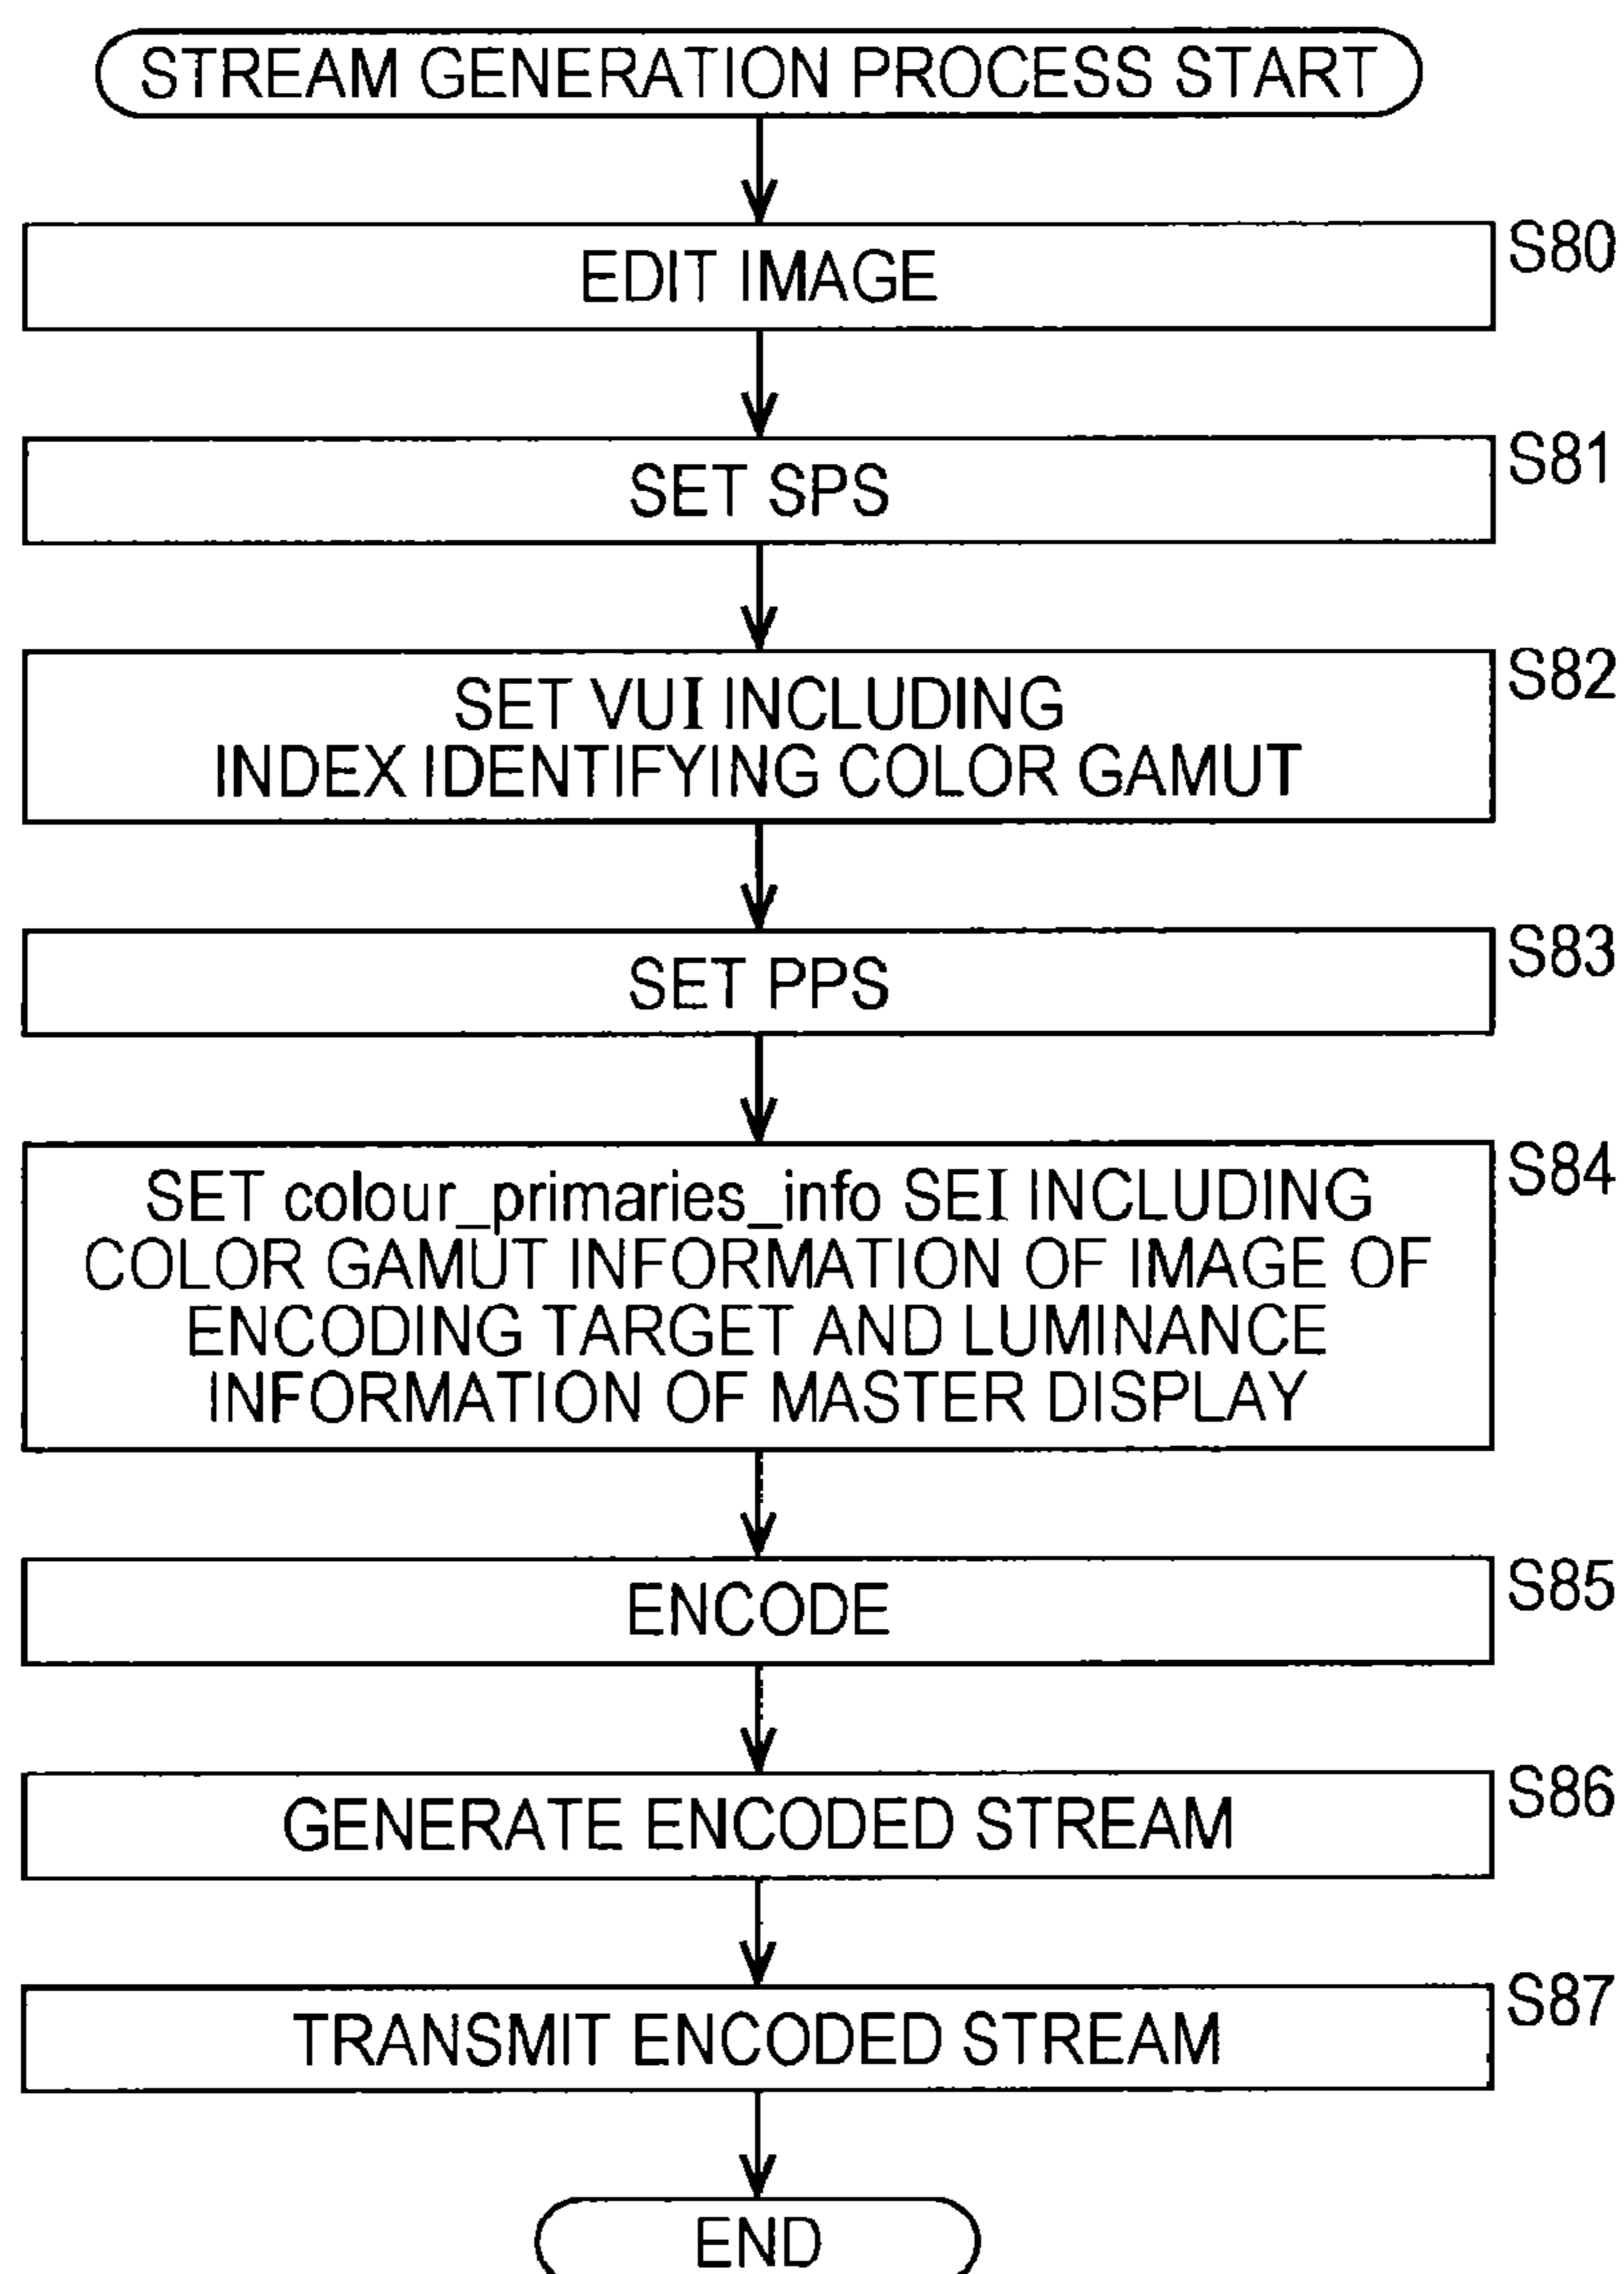 STREAM GENERATION PROCESS START
EDIT IMAGE
S80
SET SPS
S81
SET VUI INCLUDING
INDEX IDENTIFYING COLOR GAMUT
S82
SET PPS
S83
SET colour_primaries_info SEI INCLUDING
COLOR GAMUT INFORMATION OF IMAGE OF
ENCODING TARGET AND LUMINANCE
INFORMATION OF MASTER DISPLAY
S84
ENCODE
S85
GENERATE ENCODED STREAM
S86
TRANSMIT ENCODED STREAM
S87
END